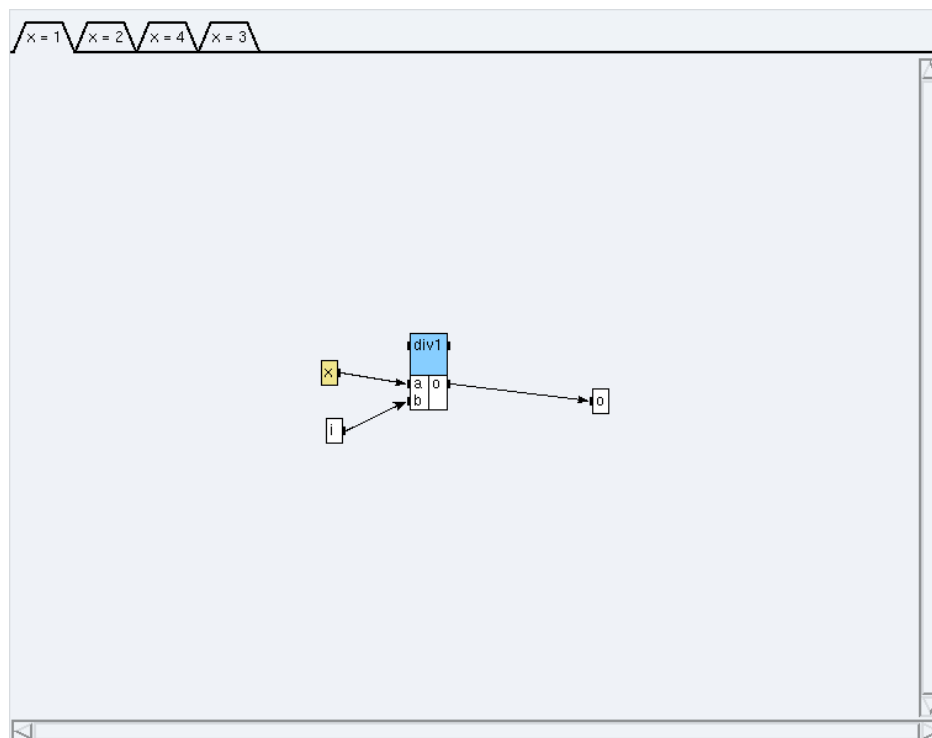 x = 1 x = 2 x = 4 x = 3
div1
x
a o
b
i
o